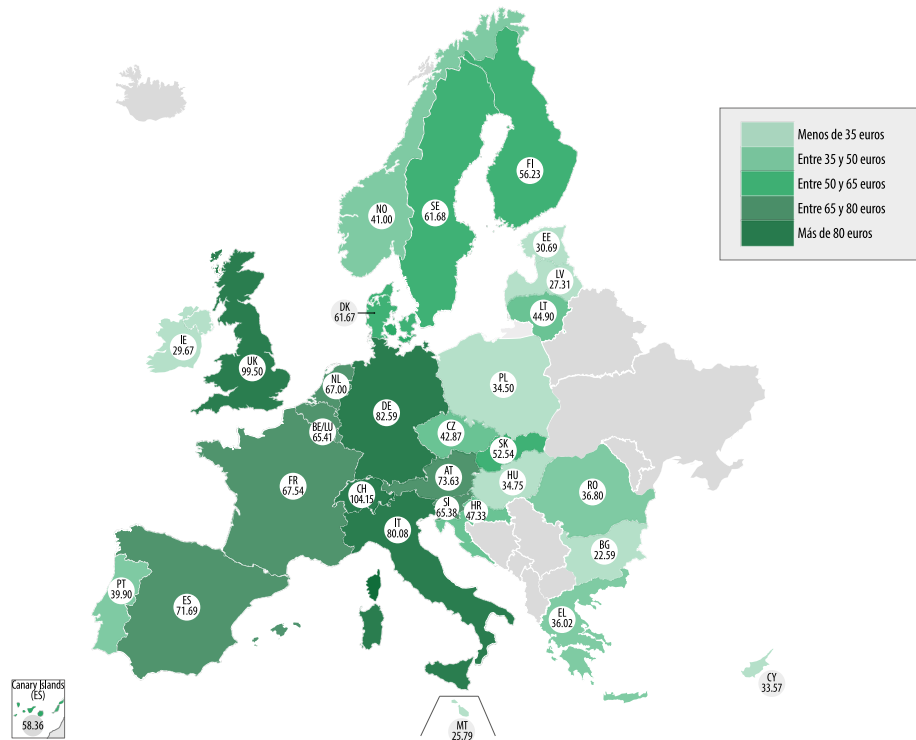 Menos de 35 euros
Entre 35 y 50 euros
Entre 50 y 65 euros
Entre 65 y 80 euros
Más de 80 euros
FI
56.23
NO
41.00
SE
61.68
EE
30.69
LV
27.31
LT
44.90
DK
61.67
IE
29.67
UK
99.50
NL
67.00
PL
34.50
DE
82.59
BE/LU
65.41
CZ
42.87
SK
52.54
FR
67.54
AT
73.63
HU
34.75
CH
104.15
RO
36.80
SI
65.38
HR
47.33
IT
80.08
BG
22.59
PT
39.90
ES
71.69
EL
36.02
CY
33.57
Canary Islands
(ES)
58.36
MT
25.79